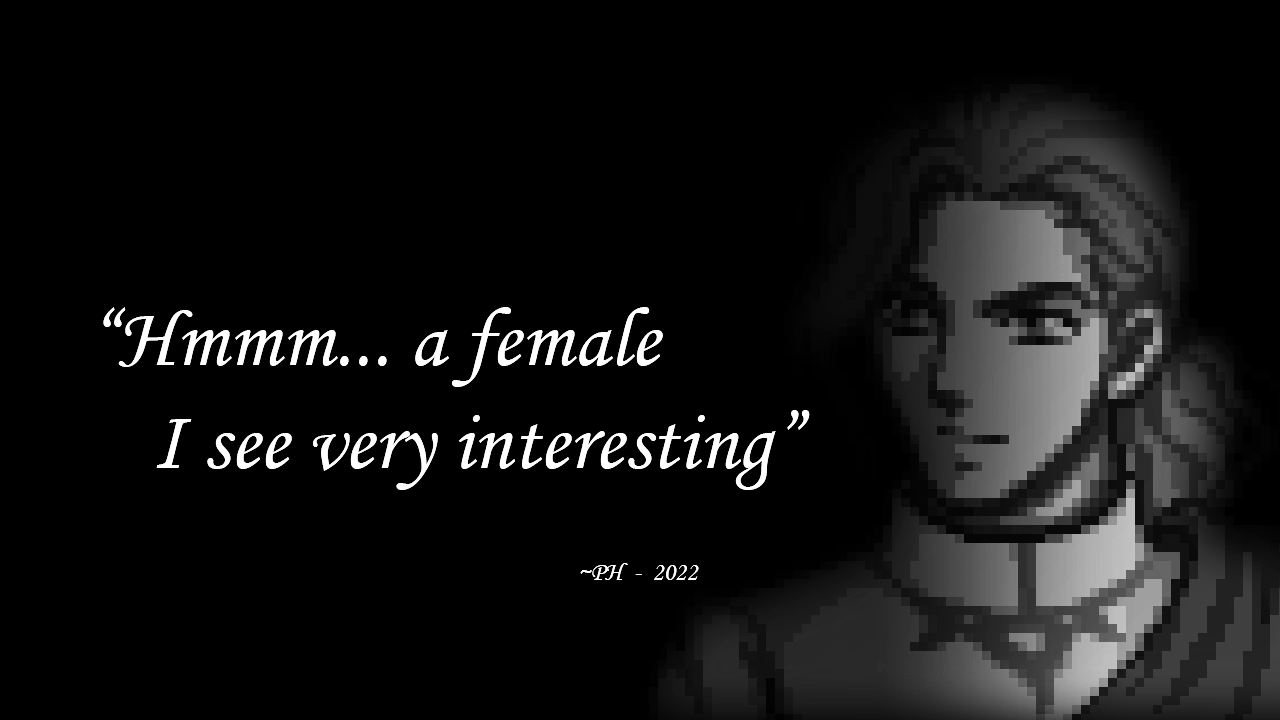 “Hmmm... a female
I see very interesting”
~PH - 2022